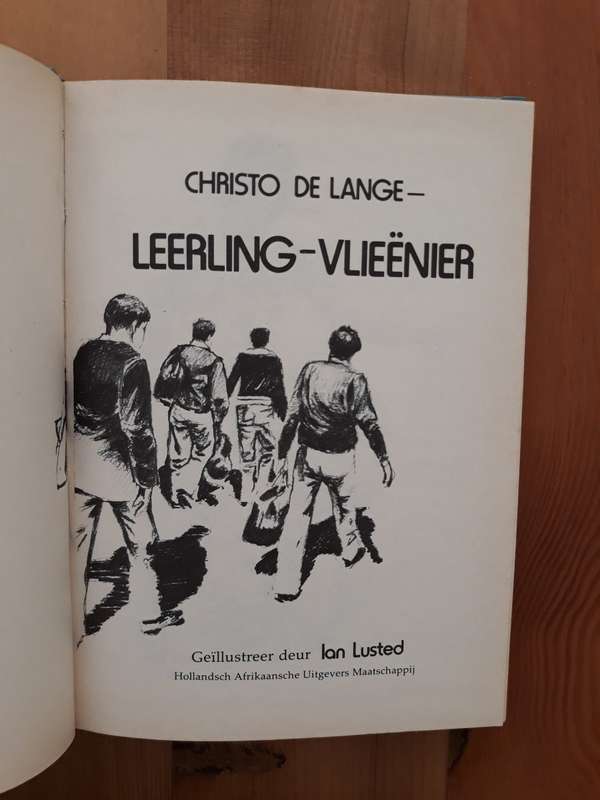 CHRISTO DE LANGE—
LEERLING-VLIEËNIER
Geïllustreer deur Ian Lusted
Hollandsch Afrikaansche Uitgevers Maatschappij